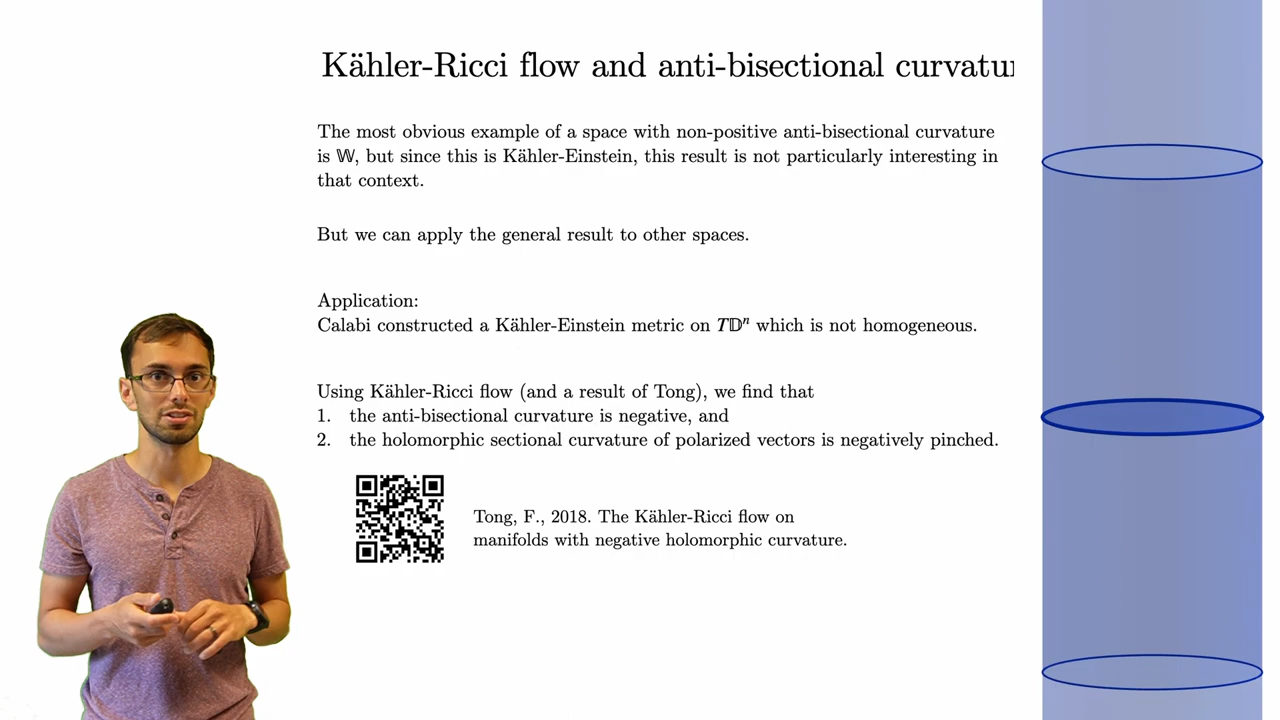 Kähler-Ricci flow and anti-bisectional curvatu
The most obvious example of a space with non-positive anti-bisectional curvature
is 𝕎, but since this is Kähler-Einstein, this result is not particularly interesting in
that context.
But we can apply the general result to other spaces.
Application:
Calabi constructed a Kähler-Einstein metric on T𝔻ⁿ which is not homogeneous.
Using Kähler-Ricci flow (and a result of Tong), we find that
1. the anti-bisectional curvature is negative, and
2. the holomorphic sectional curvature of polarized vectors is negatively pinched.
Tong, F., 2018. The Kähler-Ricci flow on
manifolds with negative holomorphic curvature.